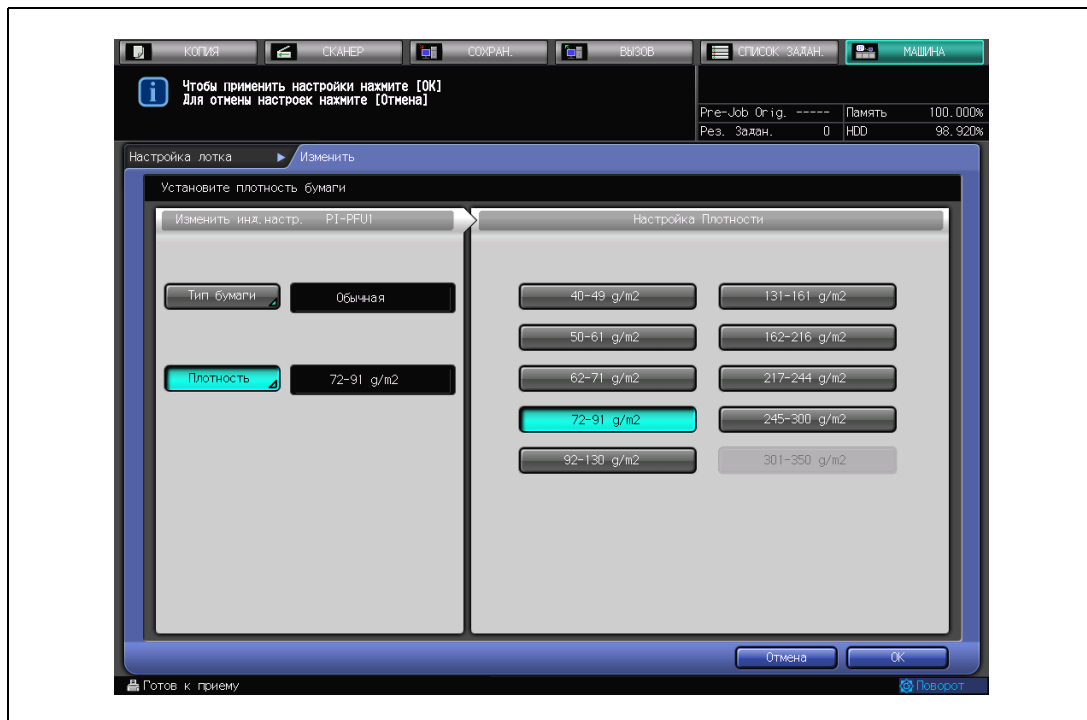 КОПИЯ СКАНЕР СОХРАН. ВЫЗОВ СПИСОК ЗАДАН. МАШИНА
Чтобы применить настройки нажмите [OK]
Для отмены настроек нажмите [Отмена]
Pre-Job Orig. ----- Память 100.000%
Рез. Задан. 0 HDD 98.920%
Настройка лотка Изменить
Установите плотность бумаги
Изменить инд.настр. PI-PFU1
Настройка Плотности
Тип бумаги Обычная
Плотность 72-91 g/m2
40-49 g/m2 131-161 g/m2
50-61 g/m2 162-216 g/m2
62-71 g/m2 217-244 g/m2
72-91 g/m2 245-300 g/m2
92-130 g/m2 301-350 g/m2
Отмена OK
Готов к приему Поворот